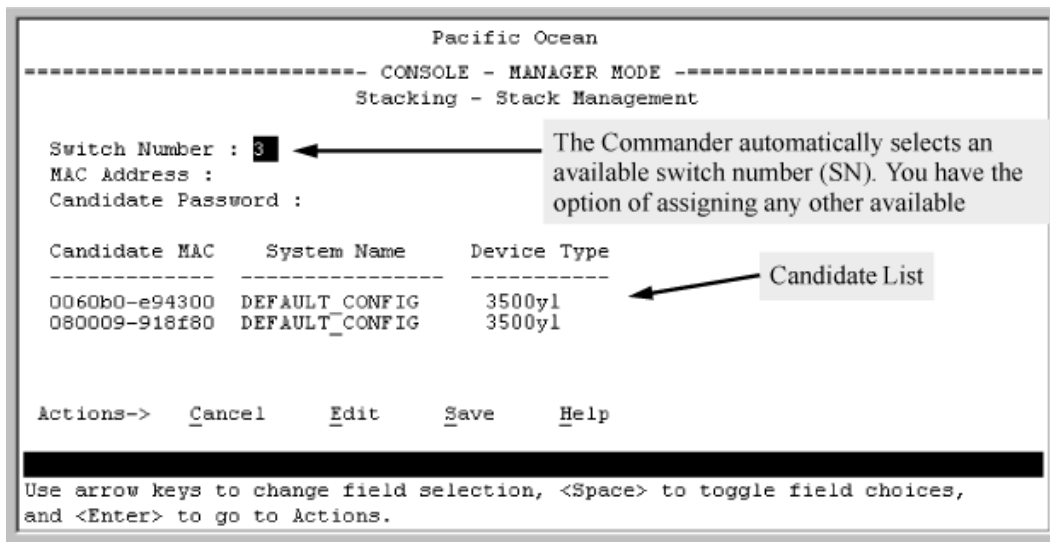 Pacific Ocean
===========================- CONSOLE - MANAGER MODE -============================
Stacking - Stack Management
Switch Number : 3
The Commander automatically selects an
available switch number (SN). You have the
option of assigning any other available
MAC Address :
Candidate Password :
Candidate MAC System Name Device Type
------------- ---------------- -----------
Candidate List
0060b0-e94300 DEFAULT_CONFIG 3500yl
080009-918f80 DEFAULT_CONFIG 3500yl
Actions-> Cancel Edit Save Help
Use arrow keys to change field selection, <Space> to toggle field choices,
and <Enter> to go to Actions.